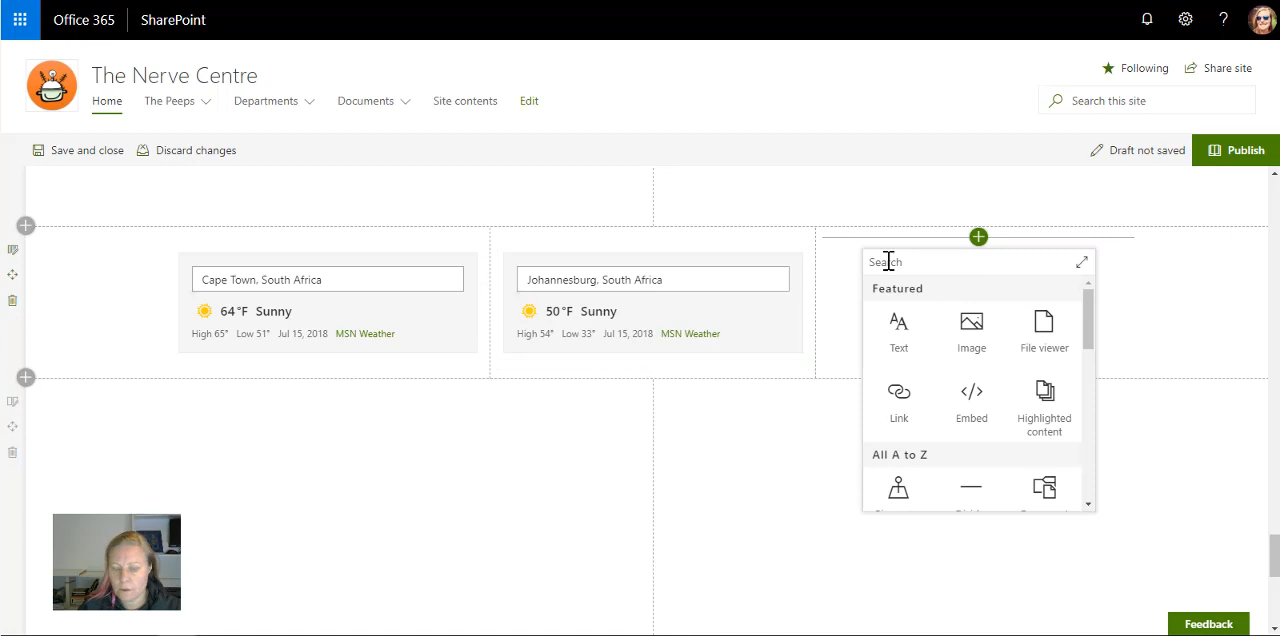 Office 365 SharePoint ?
The Nerve Centre
Following Share site
Home The Peeps Departments Documents Site contents Edit
Search this site
Save and close Discard changes Draft not saved Publish
Search
Cape Town, South Africa Johannesburg, South Africa
Featured
64°F Sunny 50°F Sunny
High 65° Low 51° Jul 15, 2018 MSN Weather High 54° Low 33° Jul 15, 2018 MSN Weather
Text Image File viewer
Link Embed Highlighted
content
All A to Z
Feedback